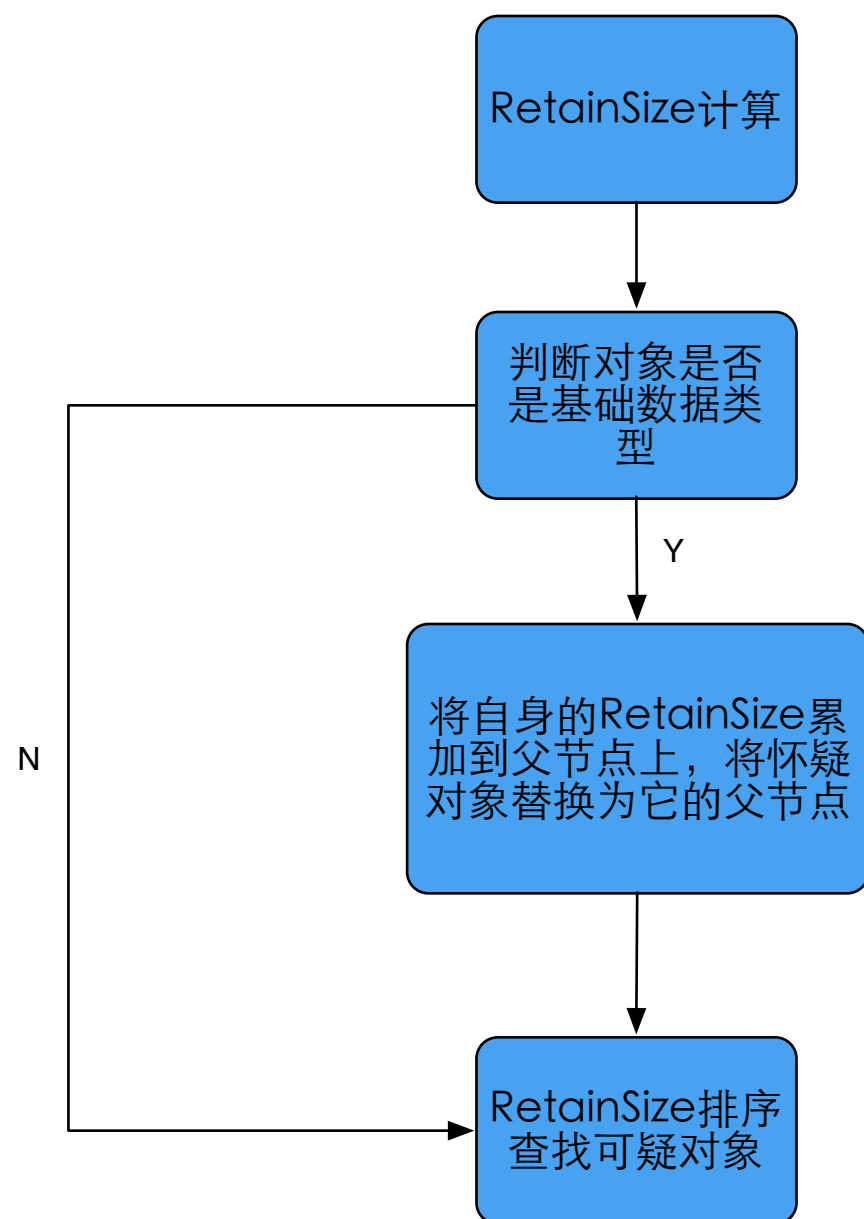 RetainSize计算
判断对象是否
是基础数据类
型
Y
将自身的RetainSize累
加到父节点上，将怀疑
对象替换为它的父节点
N
RetainSize排序
查找可疑对象